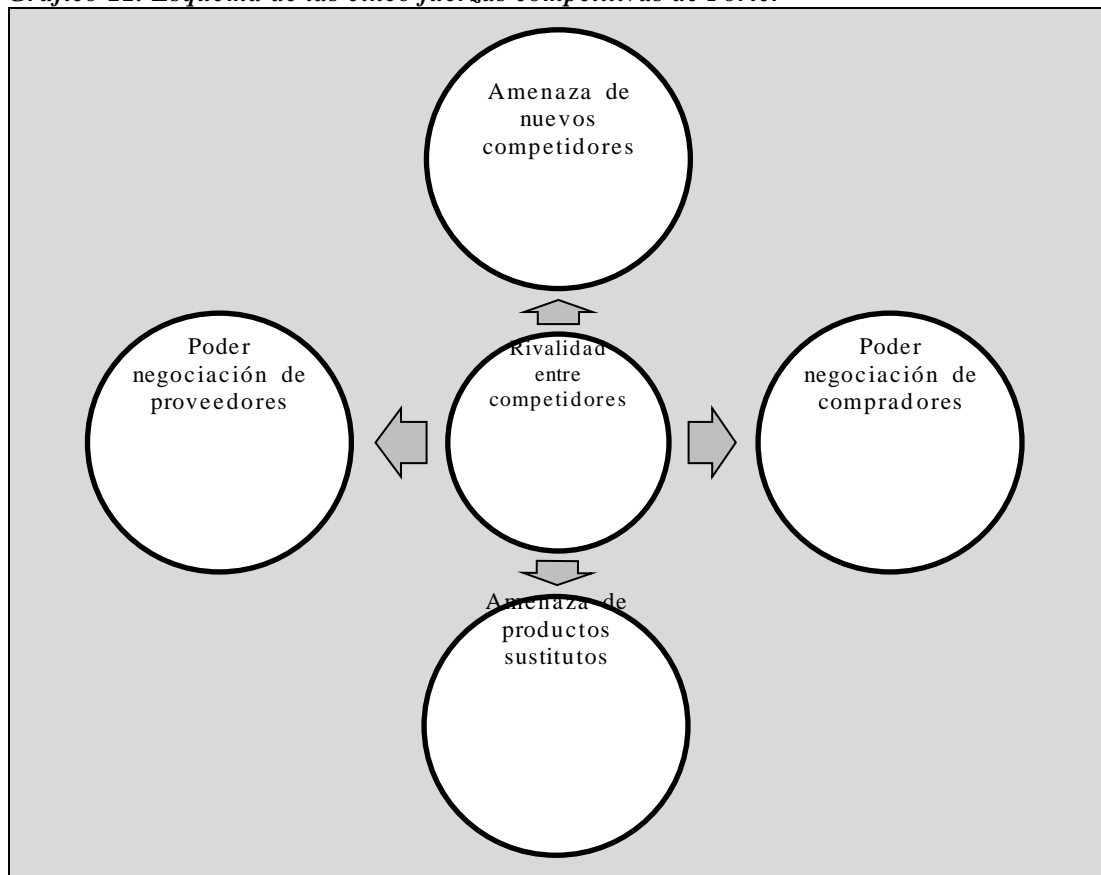 Gráfico 11. Esquema de las cinco fuerzas competitivas de Porter
Amenaza de
nuevos
competidores
Poder
negociación de
proveedores
Rivalidad
entre
competidores
Poder
negociación de
compradores
Amenaza de
productos
sustitutos